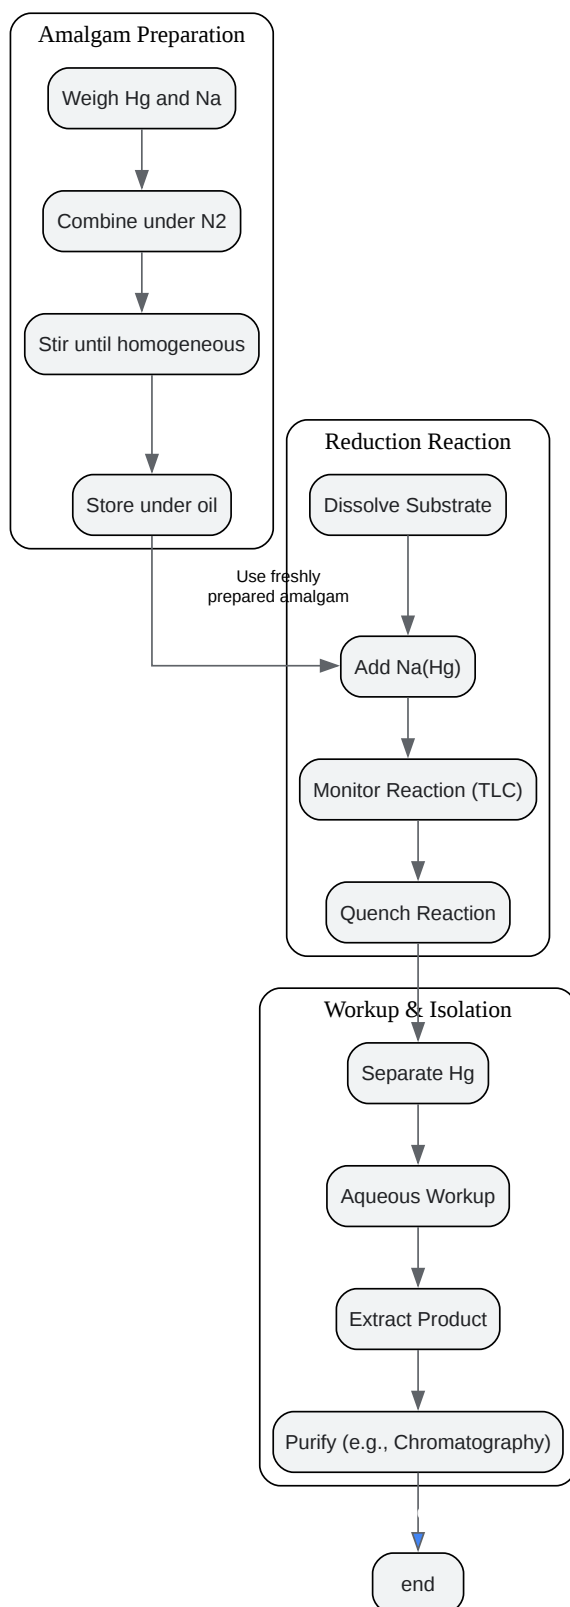 Amalgam Preparation
Weigh Hg and Na
Combine under N2
Stir until homogeneous
Store under oil
Use freshly
prepared amalgam
Reduction Reaction
Dissolve Substrate
Add Na(Hg)
Monitor Reaction (TLC)
Quench Reaction
Workup & Isolation
Separate Hg
Aqueous Workup
Extract Product
Purify (e.g., Chromatography)
end